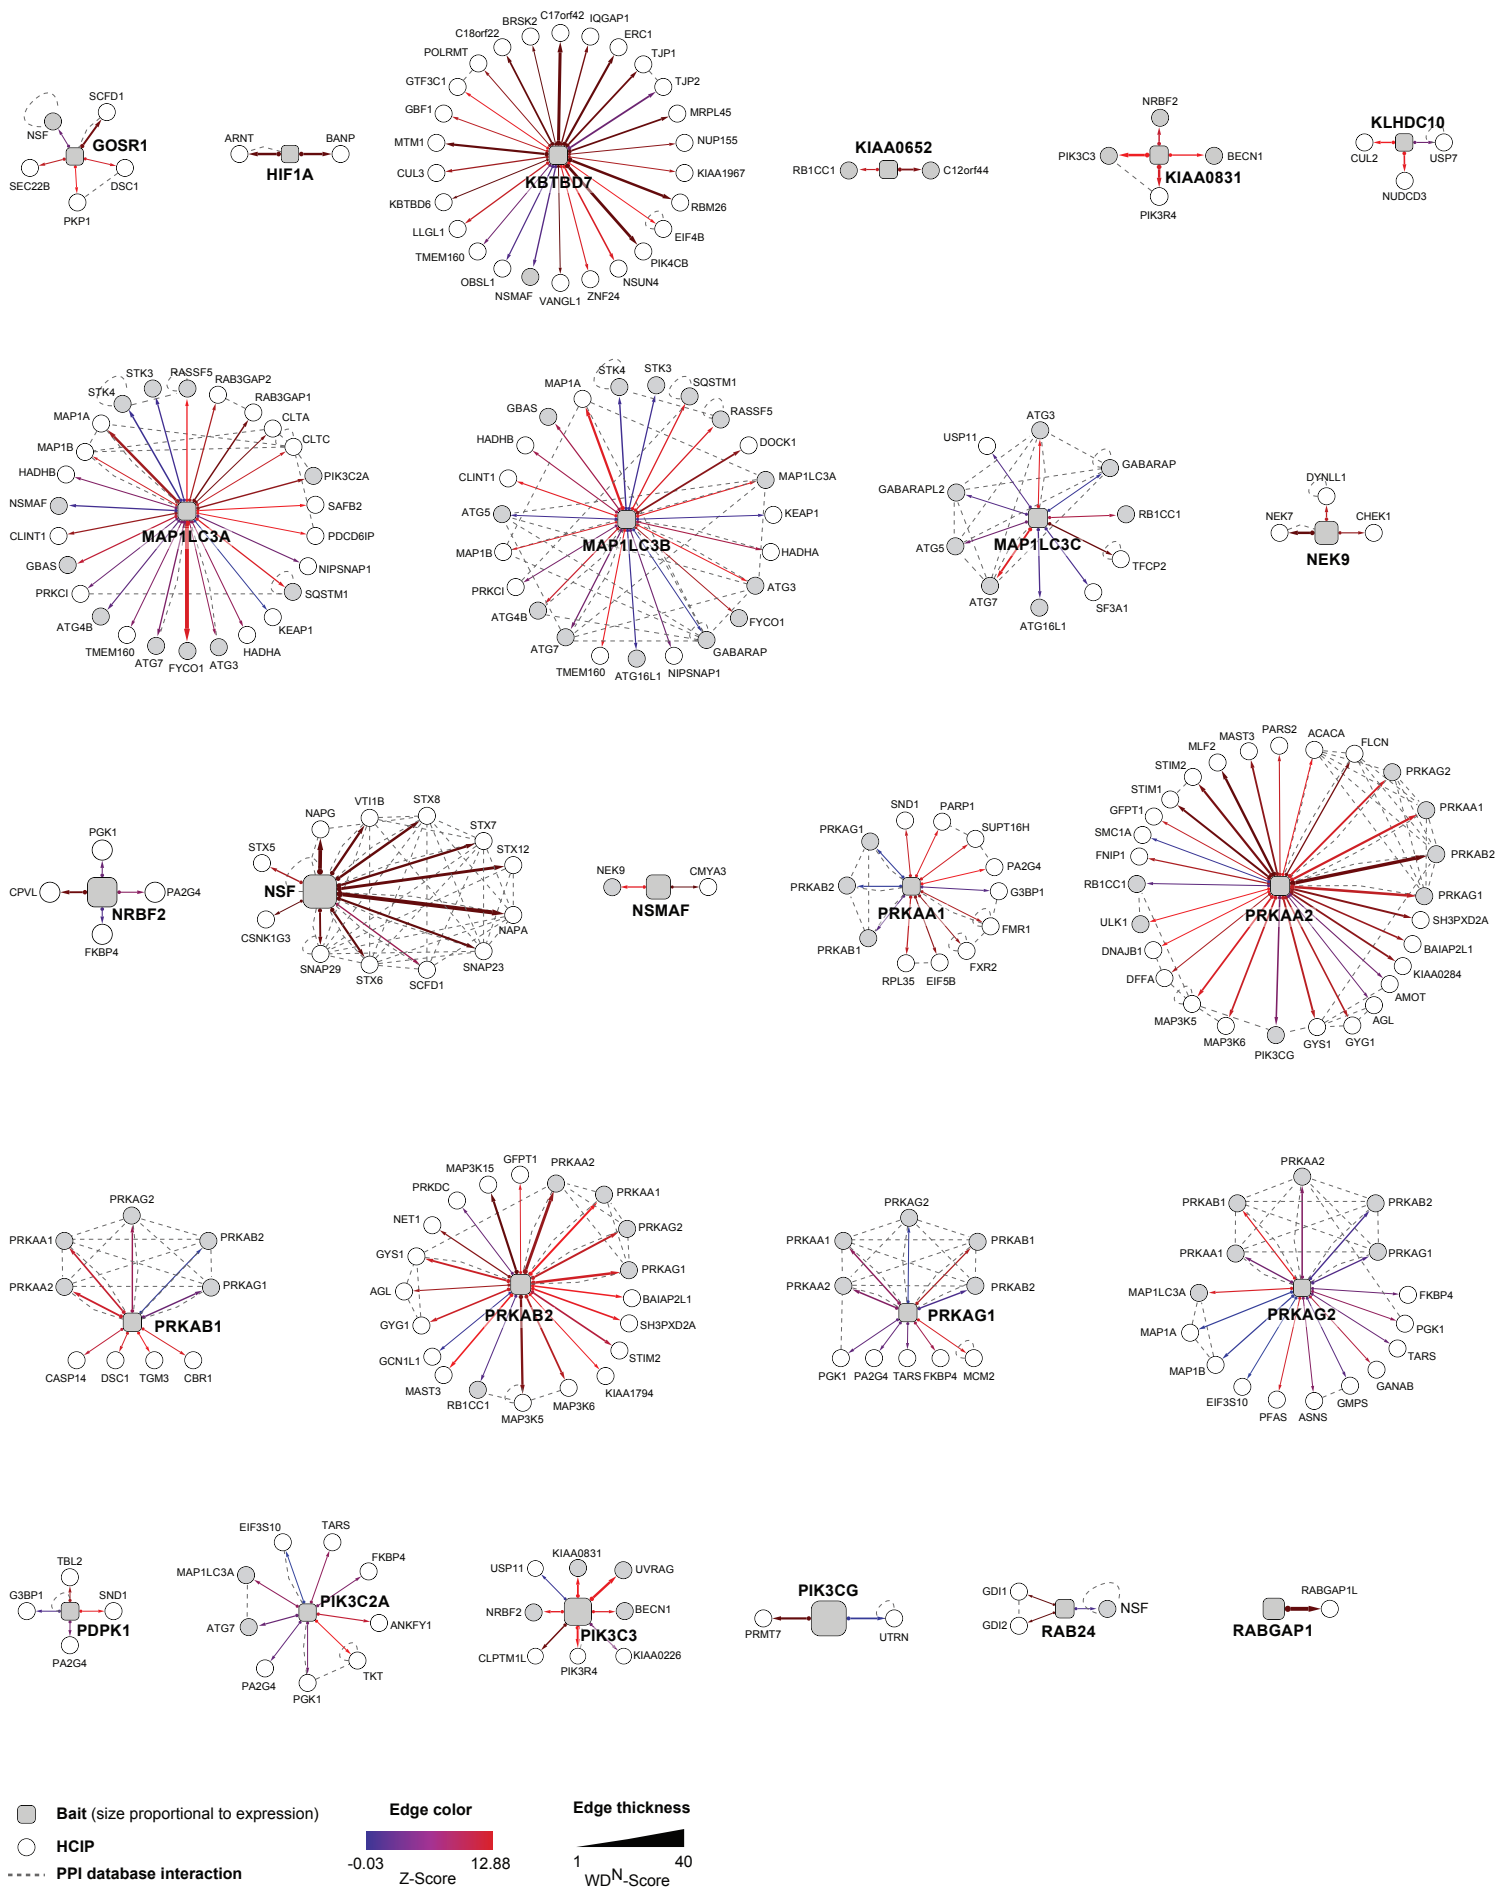 SCFD1
NSF
GOSR1
SEC22B
DSC1
PKP1
ARNT
BANP
HIF1A
C17orf42
BRSK2
IQGAP1
C18orf22
ERC1
POLRMT
TJP1
GTF3C1
TJP2
GBF1
MRPL45
MTM1
NUP155
CUL3
KIAA1967
KBTBD7
KBTBD6
RBM26
LLGL1
EIF4B
TMEM160
PIK4CB
OBSL1
NSUN4
NSMAF
ZNF24
VANGL1
KIAA0652
RB1CC1
C12orf44
NRBF2
PIK3C3
BECN1
KIAA0831
PIK3R4
KLHDC10
CUL2
USP7
NUDCD3
STK3
RASSF5
RAB3GAP2
STK4
RAB3GAP1
MAP1A
CLTA
MAP1B
CLTC
HADHB
PIK3C2A
NSMAF
SAFB2
CLINT1
MAP1LC3A
PDCD6IP
GBAS
NIPSNAP1
PRKCI
SQSTM1
ATG4B
KEAP1
TMEM160
HADHA
ATG7
FYCO1
ATG3
STK4
STK3
SQSTM1
MAP1A
RASSF5
GBAS
DOCK1
HADHB
CLINT1
MAP1LC3A
ATG5
KEAP1
MAP1LC3B
MAP1B
HADHA
PRKCI
ATG3
ATG4B
FYCO1
ATG7
GABARAP
TMEM160
ATG16L1
NIPSNAP1
ATG3
USP11
GABARAP
GABARAPL2
RB1CC1
MAP1LC3C
ATG5
TFCP2
ATG7
SF3A1
ATG16L1
DYNLL1
NEK7
CHEK1
NEK9
PGK1
CPVL
PA2G4
NRBF2
FKBP4
NAPG
VTI1B
STX8
STX7
STX5
STX12
NSF
NAPA
CSNK1G3
SNAP29
STX6
SCFD1
SNAP23
NEK9
CMYA3
NSMAF
SND1
PARP1
PRKAG1
SUPT16H
PA2G4
PRKAB2
G3BP1
PRKAA1
FMR1
PRKAB1
FXR2
RPL35
EIF5B
PARS2
ACACA
MAST3
FLCN
MLF2
PRKAG2
STIM2
STIM1
PRKAA1
GFPT1
SMC1A
PRKAB2
FNIP1
RB1CC1
PRKAG1
PRKAA2
ULK1
SH3PXD2A
DNAJB1
BAIAP2L1
DFFA
KIAA0284
MAP3K5
AMOT
MAP3K6
AGL
PIK3CG
GYS1
GYG1
PRKAG2
PRKAA1
PRKAB2
PRKAA2
PRKAG1
PRKAB1
CASP14
DSC1
TGM3
CBR1
GFPT1
MAP3K15
PRKAA2
PRKDC
PRKAA1
NET1
PRKAG2
GYS1
PRKAG1
AGL
BAIAP2L1
PRKAB2
GYG1
SH3PXD2A
GCN1L1
STIM2
MAST3
KIAA1794
RB1CC1
MAP3K6
MAP3K5
PRKAG2
PRKAA1
PRKAB1
PRKAA2
PRKAB2
PRKAG1
PGK1
PA2G4
TARS
FKBP4
MCM2
PRKAA2
PRKAB1
PRKAB2
PRKAA1
PRKAG1
MAP1LC3A
FKBP4
PRKAG2
MAP1A
PGK1
MAP1B
TARS
EIF3S10
GANAB
PFAS
ASNS
GMPS
TBL2
G3BP1
SND1
PDPK1
PA2G4
EIF3S10
TARS
MAP1LC3A
FKBP4
PIK3C2A
ATG7
ANKFY1
PA2G4
TKT
PGK1
KIAA0831
USP11
UVRAG
NRBF2
BECN1
PIK3C3
CLPTM1L
KIAA0226
PIK3R4
PIK3CG
PRMT7
UTRN
GDI1
NSF
GDI2
RAB24
RABGAP1L
RABGAP1
Bait (size proportional to expression)
HCIP
PPI database interaction
Edge color
-0.03 12.88
Z-Score
Edge thickness
1 40
WDN-Score